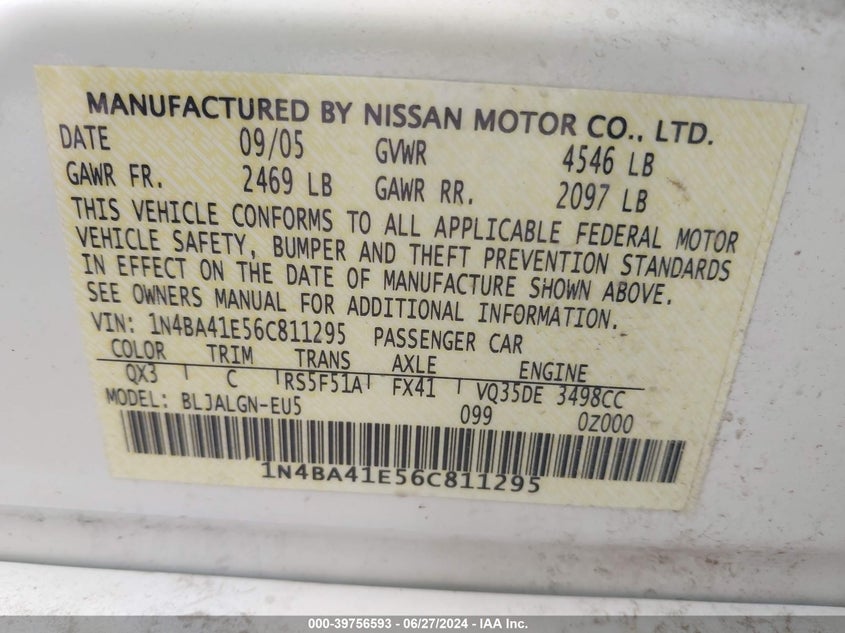 MANUFACTURED BY NISSAN MOTOR CO., LTD.
DATE 09/05 GVWR 4546 LB
GAWR FR. 2469 LB GAWR RR. 2097 LB
THIS VEHICLE CONFORMS TO ALL APPLICABLE FEDERAL MOTOR
VEHICLE SAFETY, BUMPER AND THEFT PREVENTION STANDARDS
IN EFFECT ON THE DATE OF MANUFACTURE SHOWN ABOVE.
SEE OWNERS MANUAL FOR ADDITIONAL INFORMATION.
VIN: 1N4BA41E56C811295 PASSENGER CAR
COLOR TRIM TRANS AXLE ENGINE
QX3 C RS5F51A FX41 VQ35DE 3498CC
MODEL: BLJALGN-EU5 099 0Z000
1N4BA41E56C811295
000-39756593 - 06/27/2024 - IAA Inc.